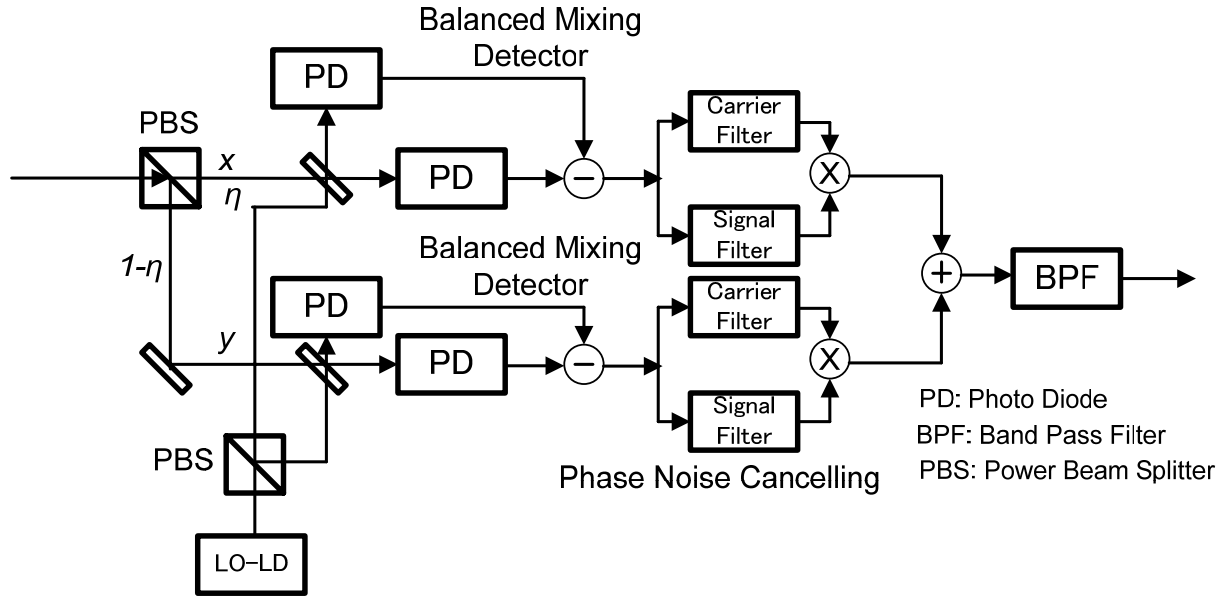 Balanced Mixing
Detector
PD
PBS
x
η
PD
−
Carrier
Filter
X
Signal
Filter
1-η
Balanced Mixing
Detector
+
BPF
PD
y
PD
−
Carrier
Filter
X
Signal
Filter
PD: Photo Diode
BPF: Band Pass Filter
PBS: Power Beam Splitter
PBS
Phase Noise Cancelling
LO-LD